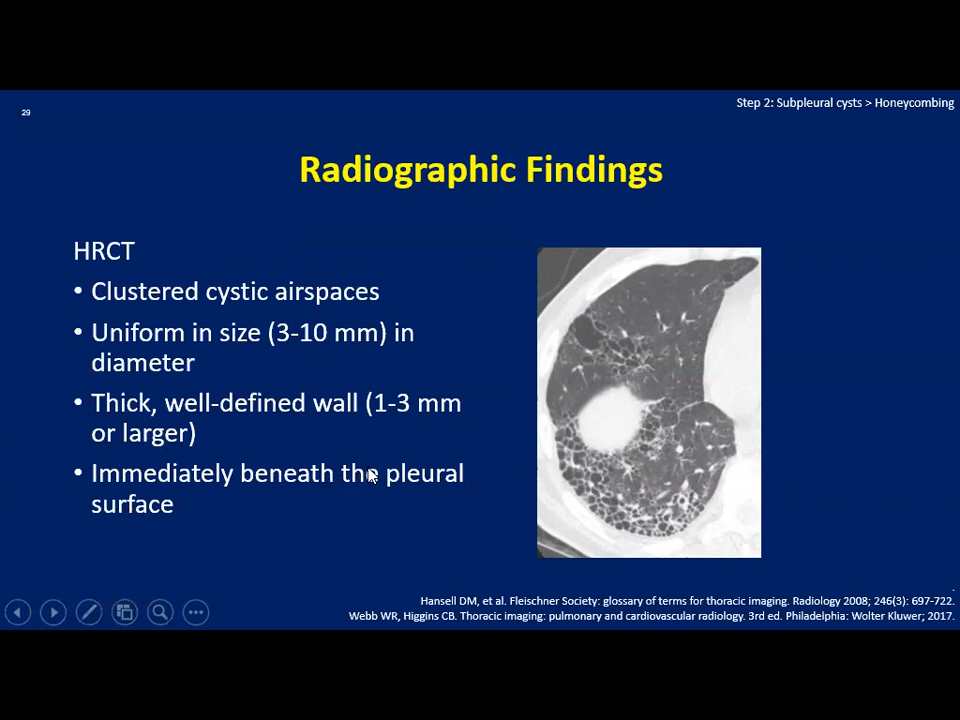 29
Step 2: Subpleural cysts > Honeycombing
Radiographic Findings
HRCT
• Clustered cystic airspaces
• Uniform in size (3-10 mm) in
diameter
• Thick, well-defined wall (1-3 mm
or larger)
• Immediately beneath the pleural
surface
.
Hansell DM, et al. Fleischner Society: glossary of terms for thoracic imaging. Radiology 2008; 246(3): 697-722.
Webb WR, Higgins CB. Thoracic imaging: pulmonary and cardiovascular radiology. 3rd ed. Philadelphia: Wolter Kluwer; 2017.